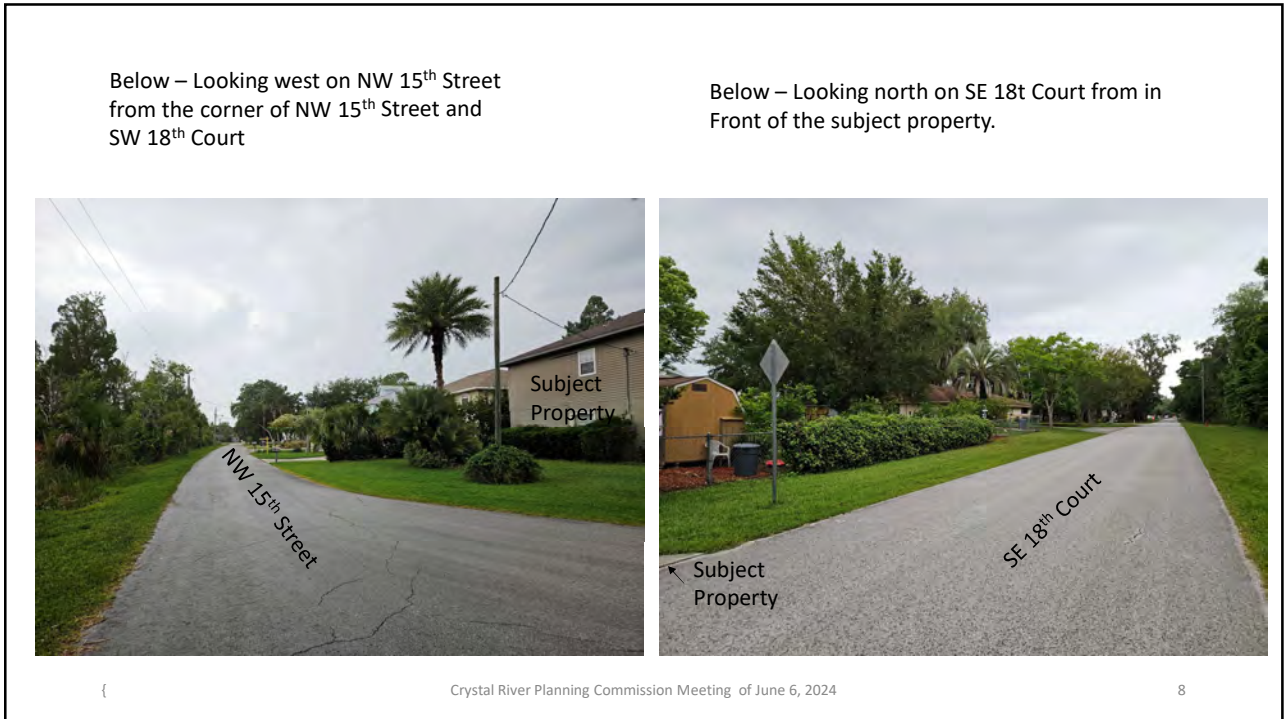 Below – Looking west on NW 15th Street
from the corner of NW 15th Street and
SW 18th Court
Below – Looking north on SE 18t Court from in
Front of the subject property.
Subject
Property
NW 15th Street
SE 18th Court
Subject
Property
{
Crystal River Planning Commission Meeting of June 6, 2024
8